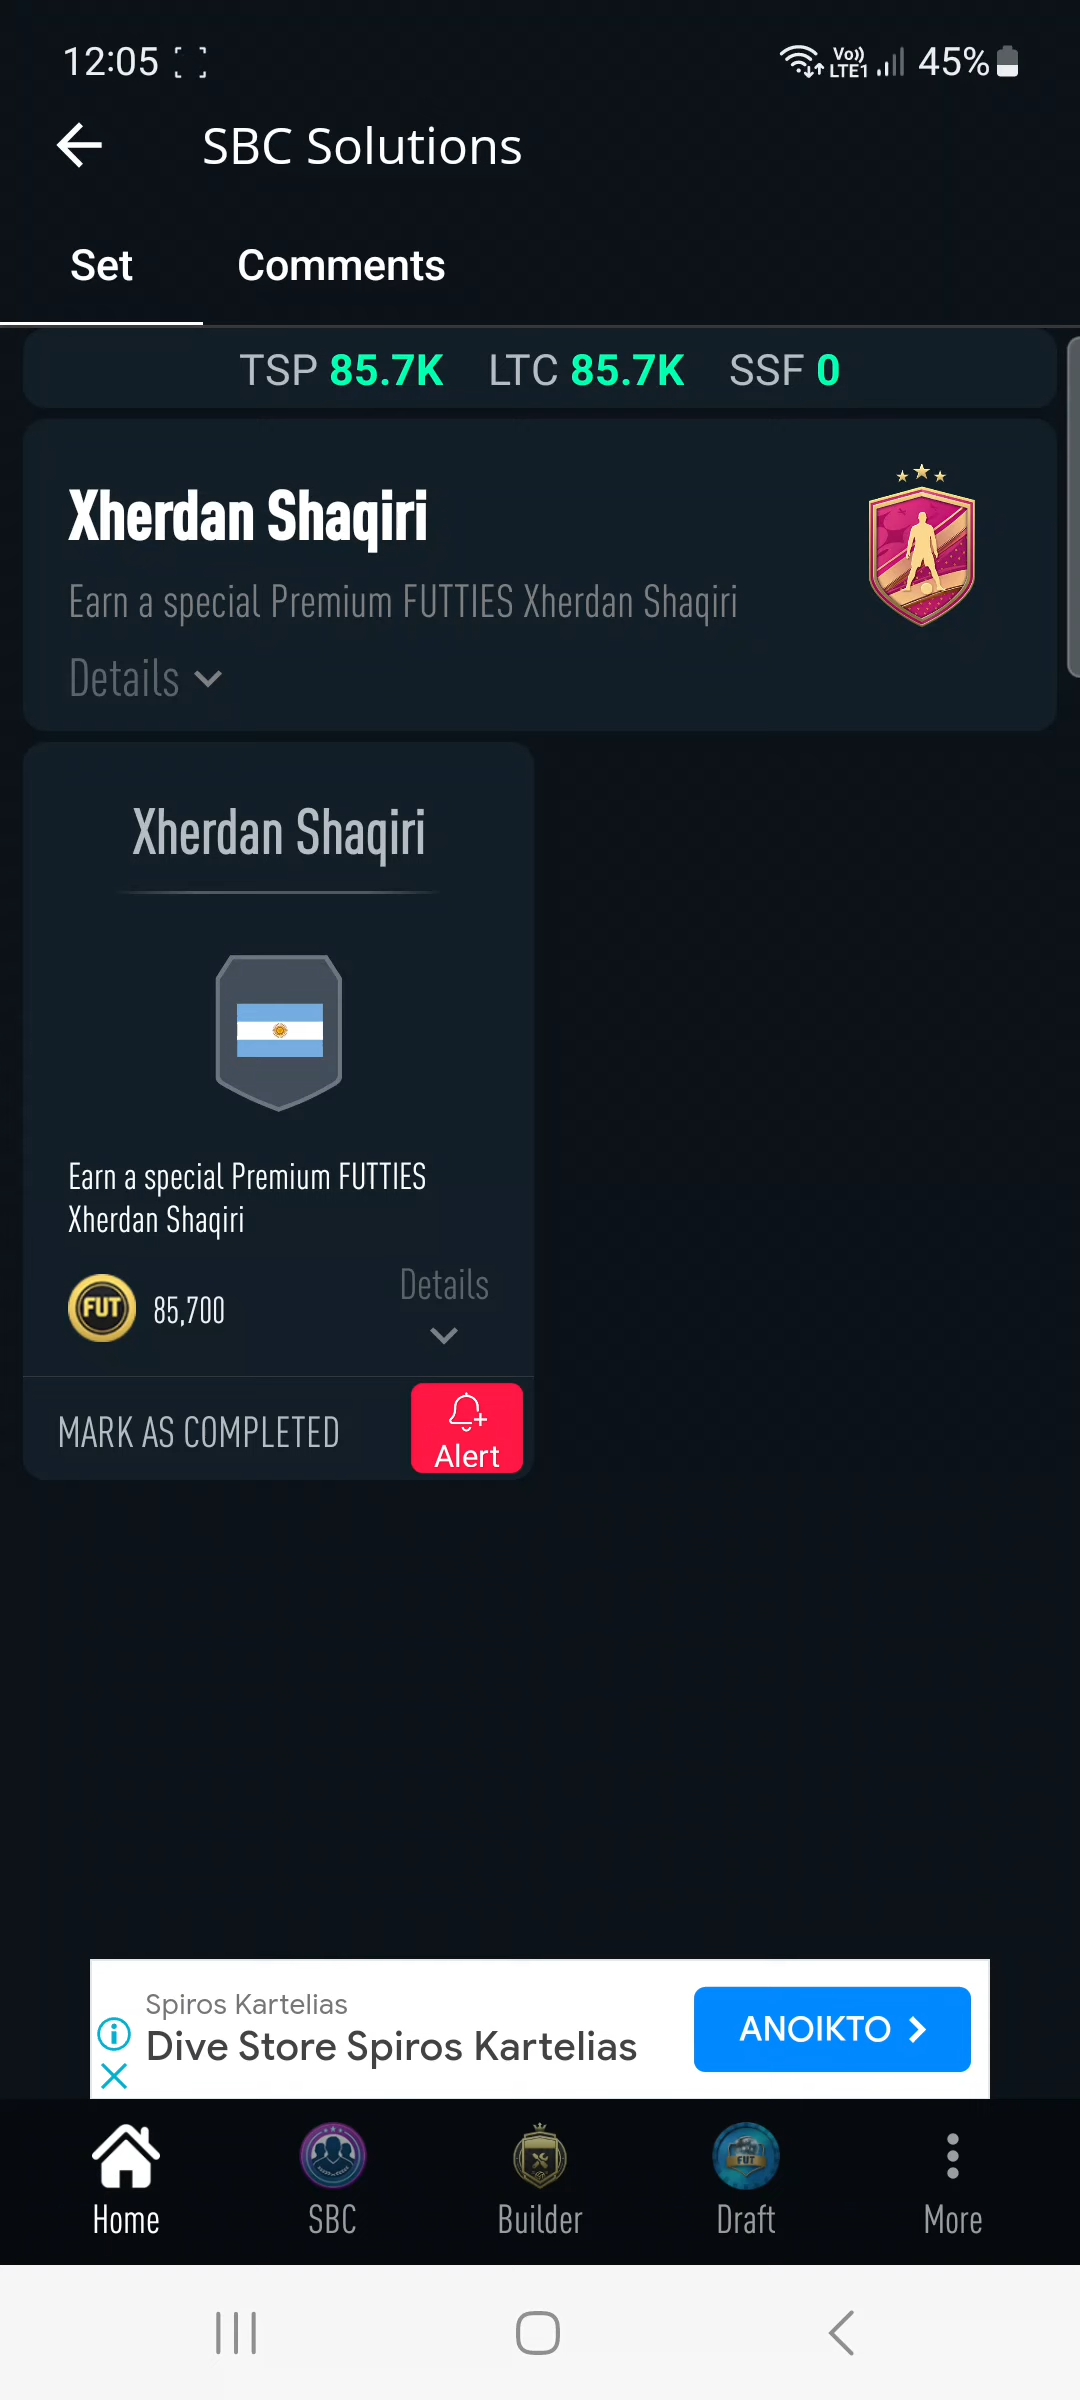 12:05
Vo))
LTE1
45%
SBC Solutions
Set
Comments
TSP 85.7K LTC 85.7K SSF 0
Xherdan Shaqiri
Earn a special Premium FUTTIES Xherdan Shaqiri
Details
Xherdan Shaqiri
Earn a special Premium FUTTIES
Xherdan Shaqiri
FUT
85,700
Details
MARK AS COMPLETED
Alert
Spiros Kartelias
Dive Store Spiros Kartelias
ΑΝΟΙΚΤΟ
FUT
Home
SBC
Builder
Draft
More